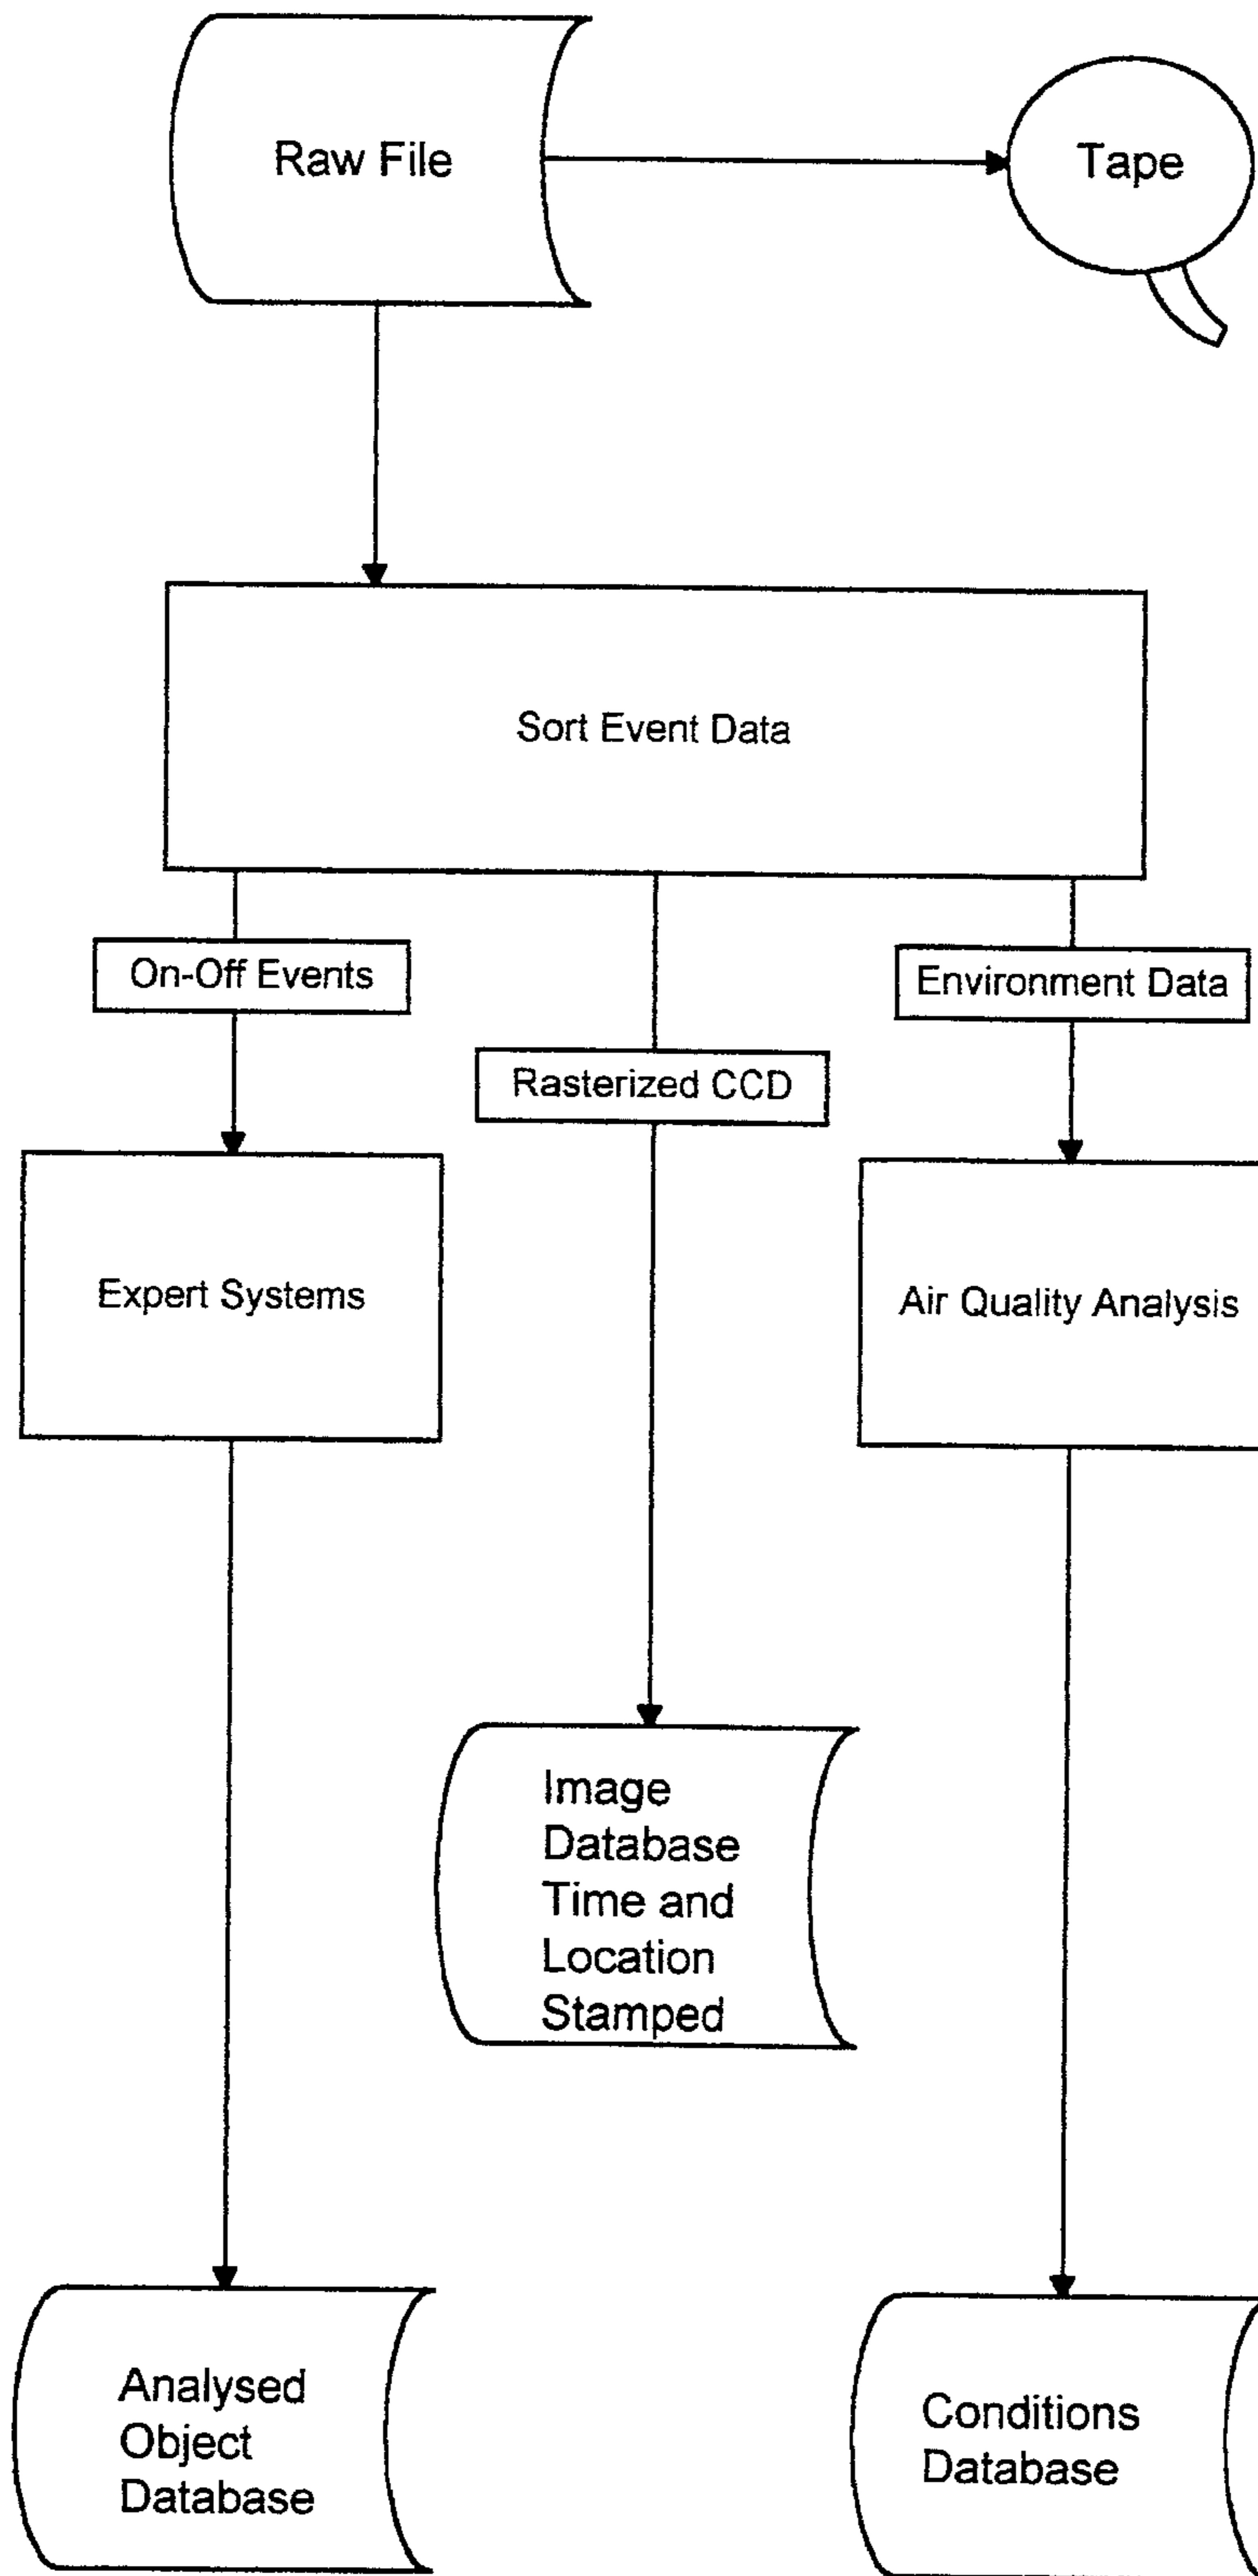 Raw File
Tape
Sort Event Data
On-Off Events
Environment Data
Rasterized CCD
Expert Systems
Air Quality Analysis
Image
Database
Time and
Location
Stamped
Analysed
Object
Database
Conditions
Database